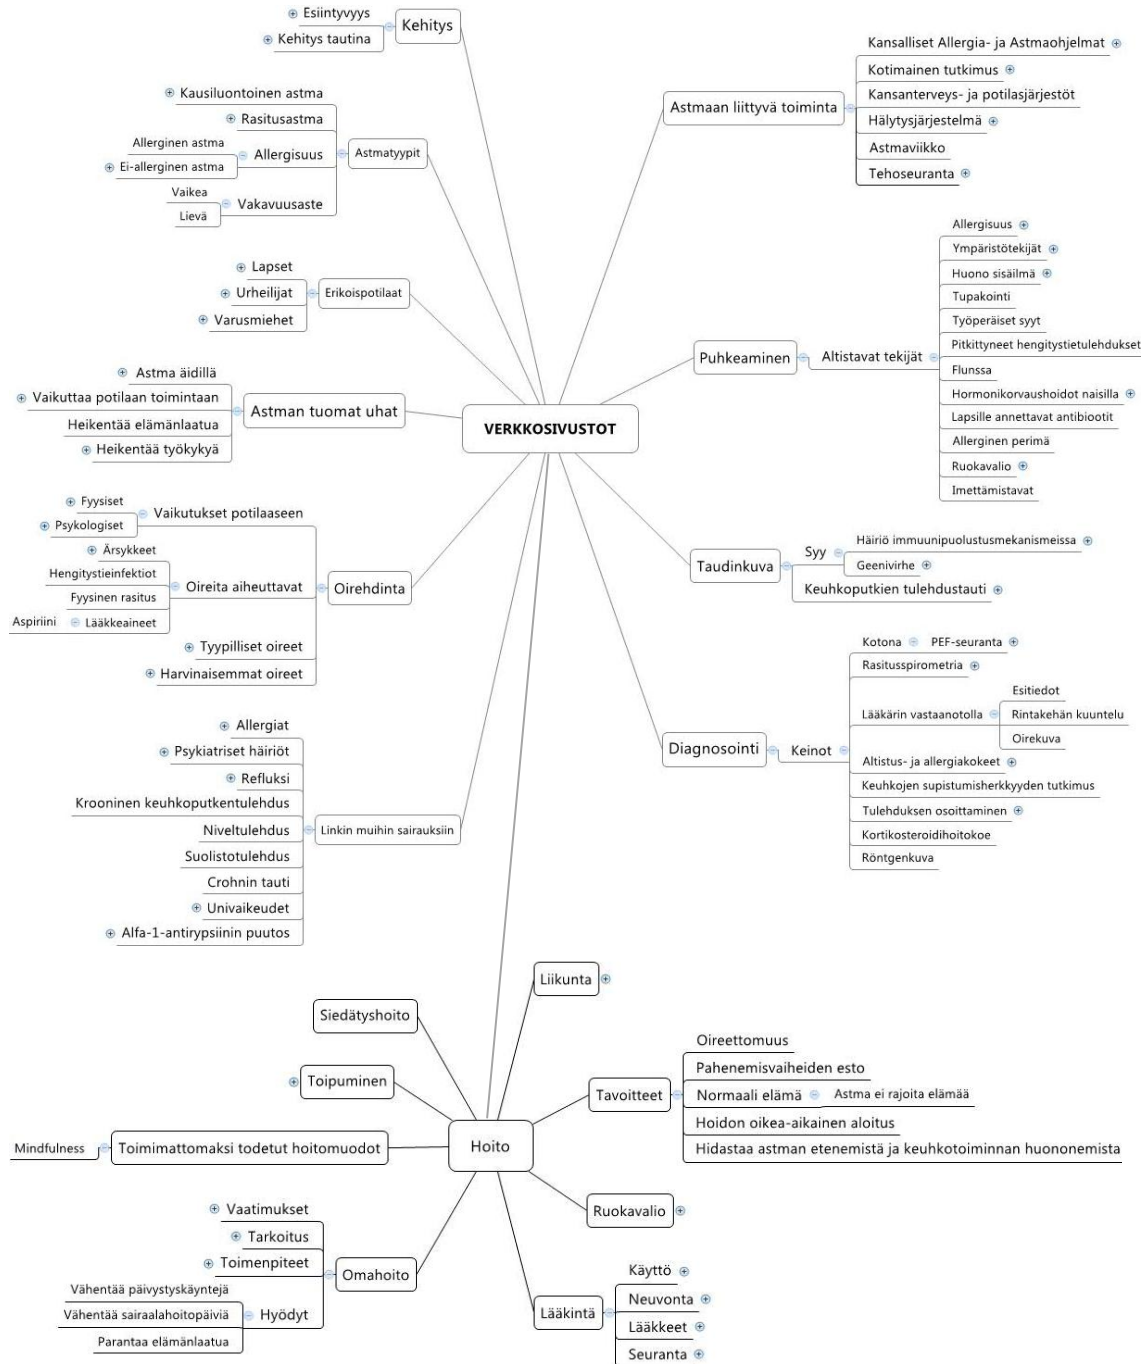 VERKKOSIVUSTOT
Kehitys
Esiintyvyys
Kehitys tautina
Astmatyypit
Kausiluontoinen astma
Rasitusastma
Allergisuus
Allerginen astma
Ei-allerginen astma
Vakavuusaste
Vaikea
Lievä
Erikoispotilaat
Lapset
Urheilijat
Varusmiehet
Astman tuomat uhat
Astma äidillä
Vaikuttaa potilaan toimintaan
Heikentää elämänlaatua
Heikentää työkykyä
Oirehdinta
Vaikutukset potilaaseen
Fyysiset
Psykologiset
Oireita aiheuttavat
Ärsykkeet
Hengitystieinfektiot
Fyysinen rasitus
Lääkkeaineet
Aspiriini
Tyypilliset oireet
Harvinaisemmat oireet
Linkin muihin sairauksiin
Allergiat
Psykiatriset häiriöt
Refluksi
Krooninen keuhkoputkentulehdus
Niveltulehdus
Suolistotulehdus
Crohnin tauti
Univaikeudet
Alfa-1-antirypsiinin puutos
Astmaan liittyvä toiminta
Kansalliset Allergia- ja Astmaohjelmat
Kotimainen tutkimus
Kansanterveys- ja potilasjärjestöt
Hälytysjärjestelmä
Astmaviikko
Tehoseuranta
Puhkeaminen
Altistavat tekijät
Allergisuus
Ympäristötekijät
Huono sisäilmä
Tupakointi
Työperäiset syyt
Pitkittyneet hengitystietulehdukset
Flunssa
Hormonikorvaushoidot naisilla
Lapsille annettavat antibiootit
Allerginen perimä
Ruokavalio
Imettämistavat
Taudinkuva
Syy
Häiriö immuunipuolustusmekanismeissa
Geenivirhe
Keuhkoputkien tulehdustauti
Diagnosointi
Keinot
Kotona
PEF-seuranta
Rasitusspirometria
Lääkärin vastaanotolla
Esitiedot
Rintakehän kuuntelu
Oirekuva
Altistus- ja allergiakokeet
Keuhkojen supistumisherkkyyden tutkimus
Tulehduksen osoittaminen
Kortikosteroidihoitokoe
Röntgenkuva
Hoito
Siedätyshoito
Toipuminen
Toimimattomaksi todetut hoitomuodot
Mindfulness
Omahoito
Vaatimukset
Tarkoitus
Toimenpiteet
Hyödyt
Vähentää päivystyskäyntejä
Vähentää sairaalahoitopäiviä
Parantaa elämänlaatua
Liikunta
Tavoitteet
Oireettomuus
Pahenemisvaiheiden esto
Normaali elämä
Astma ei rajoita elämää
Hoidon oikea-aikainen aloitus
Hidastaa astman etenemistä ja keuhkotoiminnan huononemista
Ruokavalio
Lääkintä
Käyttö
Neuvonta
Lääkkeet
Seuranta